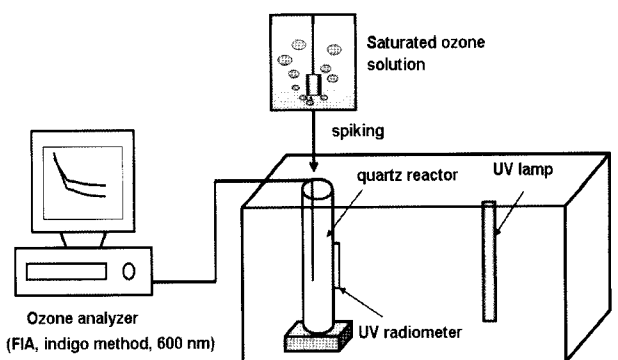 Saturated ozone
solution
spiking
quartz reactor
UV lamp
UV radiometer
Ozone analyzer
(FIA, indigo method, 600 nm)